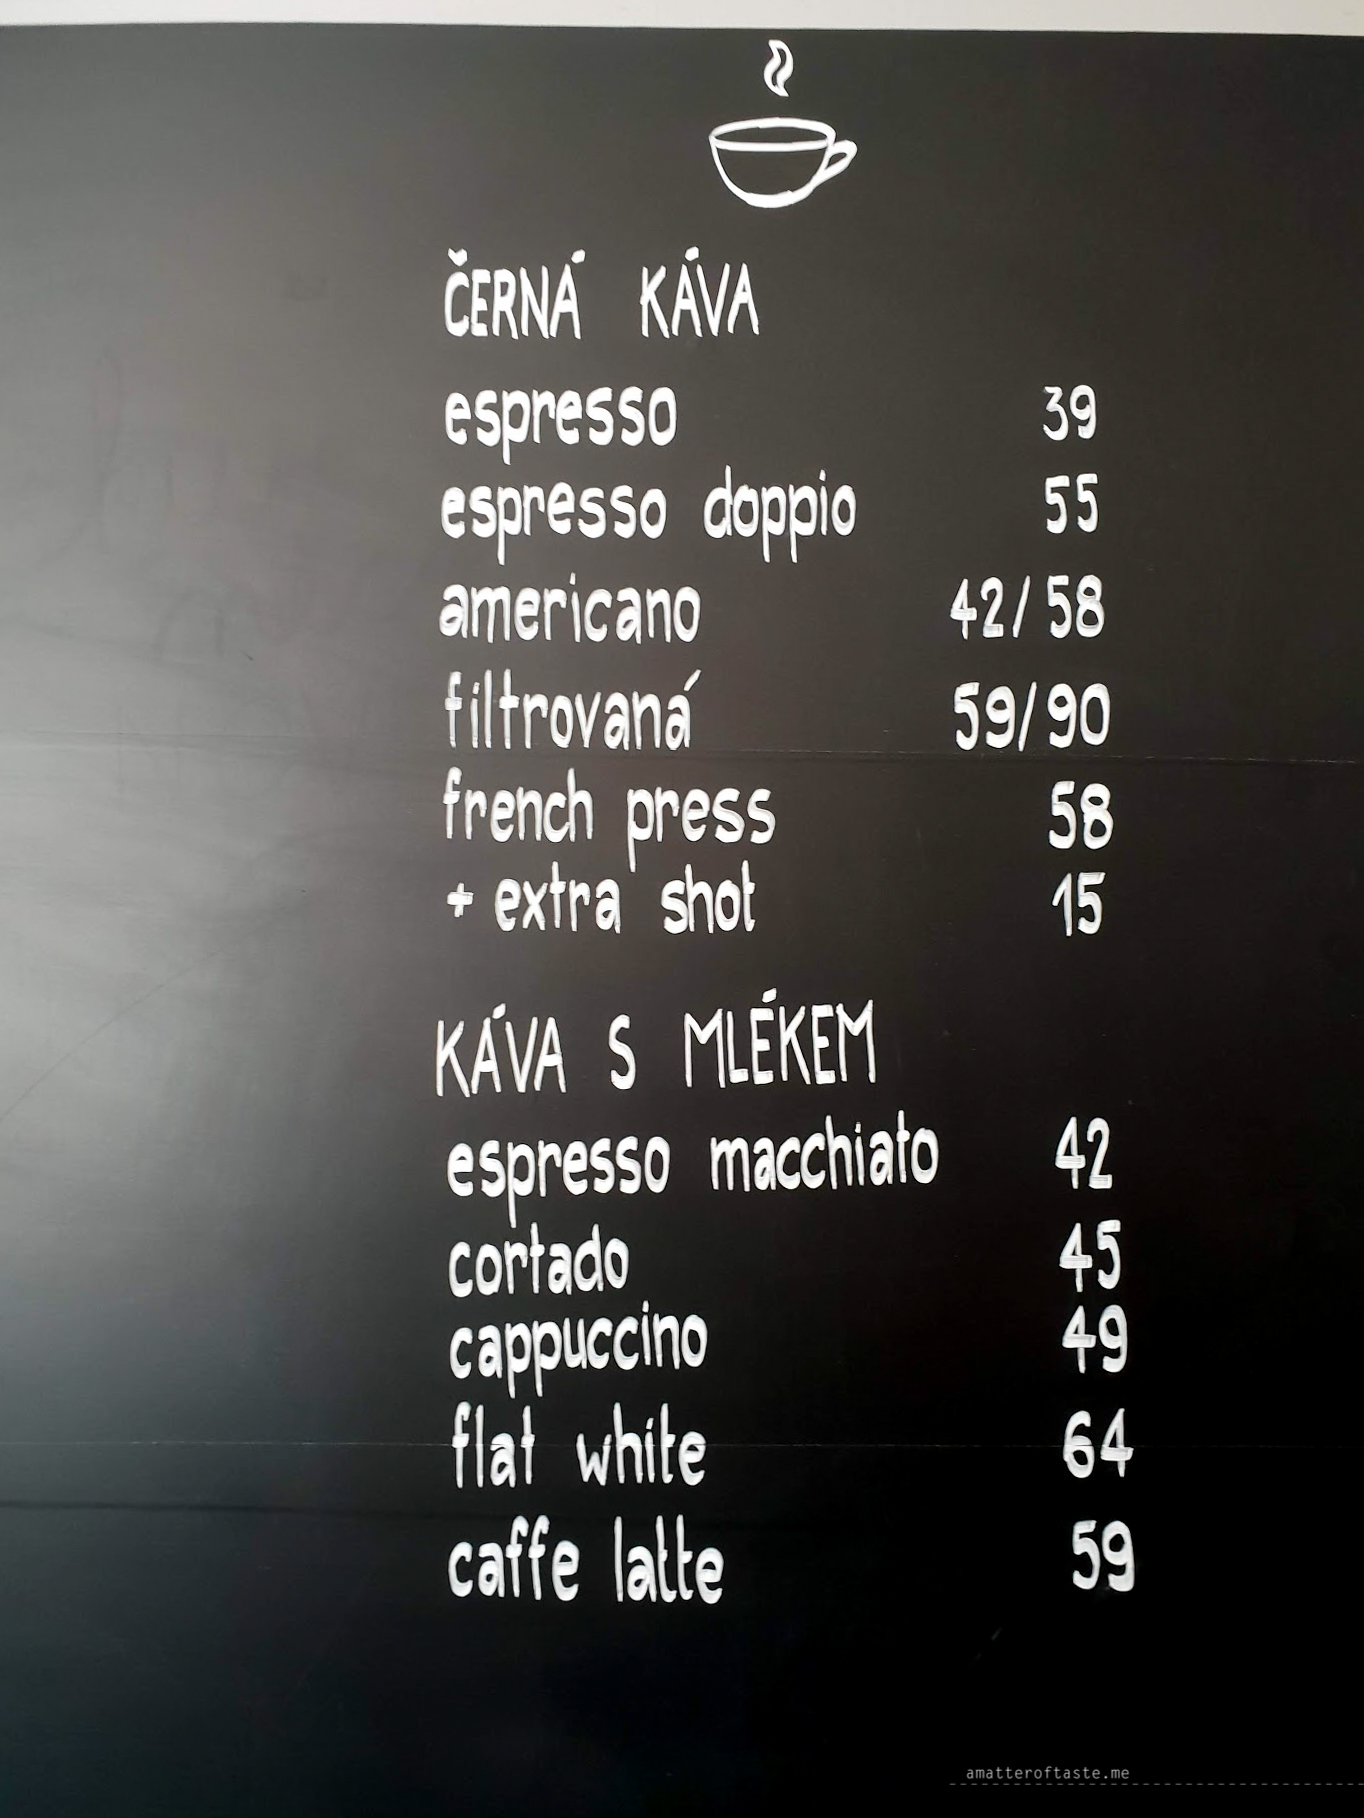 ČERNÁ KÁVA
espresso 39
espresso doppio 55
americano 42/58
filtrovaná 59/90
french press 58
+ extra shot 15
KÁVA S MLÉKEM
espresso macchiato 42
cortado 45
cappuccino 49
flat white 64
caffe latte 59
amatteroftaste.me